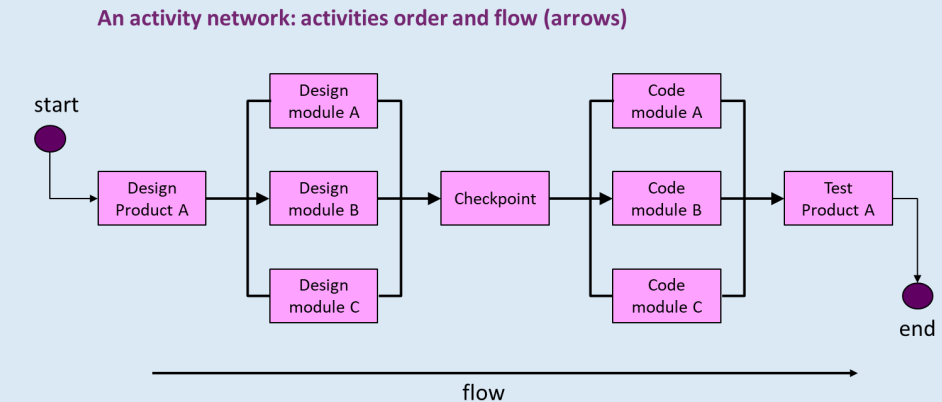 An activity network: activities order and flow (arrows)
start
Design
Product A
Design
module A
Design
module B
Design
module C
Checkpoint
Code
module A
Code
module B
Code
module C
Test
Product A
end
flow